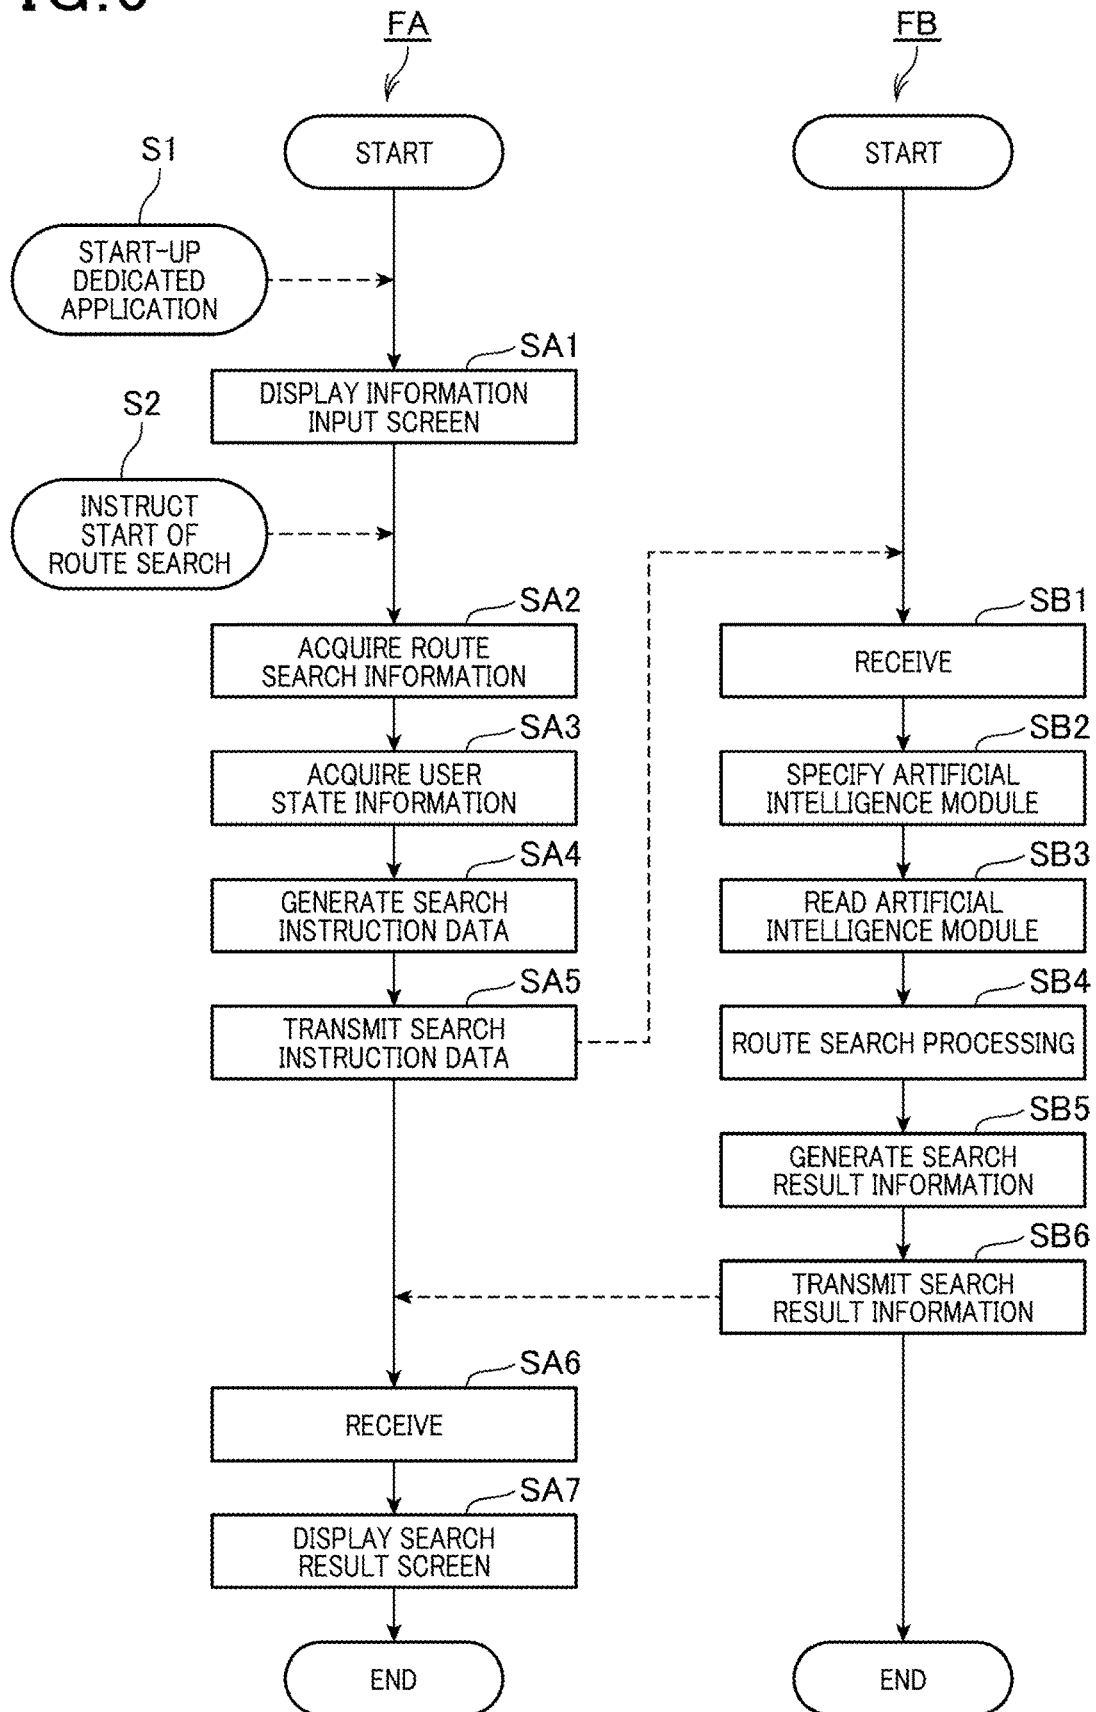 FA
START
S1
START-UP
DEDICATED
APPLICATION
SA1
DISPLAY INFORMATION
INPUT SCREEN
S2
INSTRUCT
START OF
ROUTE SEARCH
SA2
ACQUIRE ROUTE
SEARCH INFORMATION
SA3
ACQUIRE USER
STATE INFORMATION
SA4
GENERATE SEARCH
INSTRUCTION DATA
SA5
TRANSMIT SEARCH
INSTRUCTION DATA
SA6
RECEIVE
SA7
DISPLAY SEARCH
RESULT SCREEN
END
FB
START
SB1
RECEIVE
SB2
SPECIFY ARTIFICIAL
INTELLIGENCE MODULE
SB3
READ ARTIFICIAL
INTELLIGENCE MODULE
SB4
ROUTE SEARCH PROCESSING
SB5
GENERATE SEARCH
RESULT INFORMATION
SB6
TRANSMIT SEARCH
RESULT INFORMATION
END